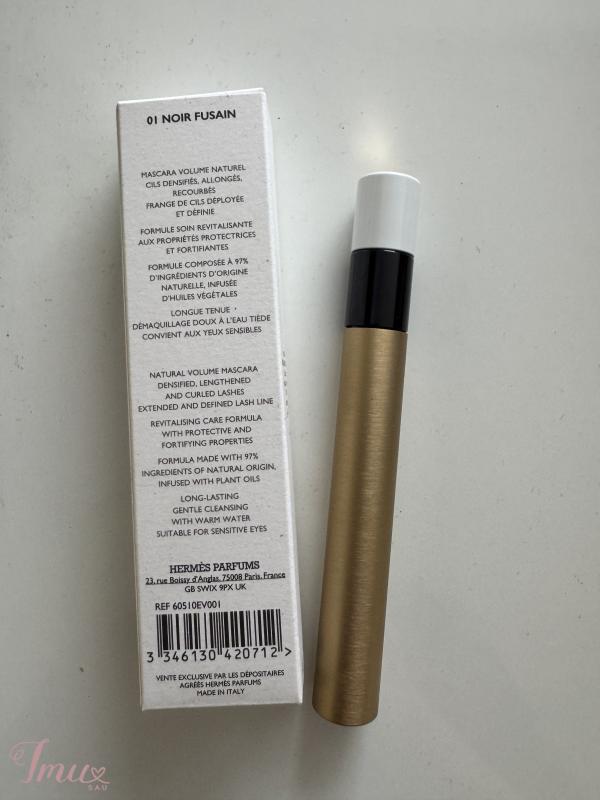 01 NOIR FUSAIN
MASCARA VOLUME NATUREL
CILS DENSIFIÉS, ALLONGÉS,
RECOURBÉS
FRANGE DE CILS DÉPLOYÉE
ET DÉFINIE
FORMULE SOIN REVITALISANTE
AUX PROPRIÉTÉS PROTECTRICES
ET FORTIFIANTES
FORMULE COMPOSÉE À 97%
D'INGRÉDIENTS D'ORIGINE
NATURELLE, INFUSÉE
D'HUILES VÉGÉTALES
LONGUE TENUE
DÉMAQUILLAGE DOUX À L'EAU TIÈDE
CONVIENT AUX YEUX SENSIBLES
NATURAL VOLUME MASCARA
DENSIFIED, LENGTHENED
AND CURLED LASHES
EXTENDED AND DEFINED LASH LINE
REVITALISING CARE FORMULA
WITH PROTECTIVE AND
FORTIFYING PROPERTIES
FORMULA MADE WITH 97%
INGREDIENTS OF NATURAL ORIGIN,
INFUSED WITH PLANT OILS
LONG-LASTING
GENTLE CLEANSING
WITH WARM WATER
SUITABLE FOR SENSITIVE EYES
HERMÈS PARFUMS
23, rue Boissy d'Anglas, 75008 Paris, France
GB SWIX 9PX UK
REF 60510EV001
3 346130 420712 >
VENTE EXCLUSIVE PAR LES DÉPOSITAIRES
AGRÉÉS HERMÈS PARFUMS
MADE IN ITALY
Imux
SAU